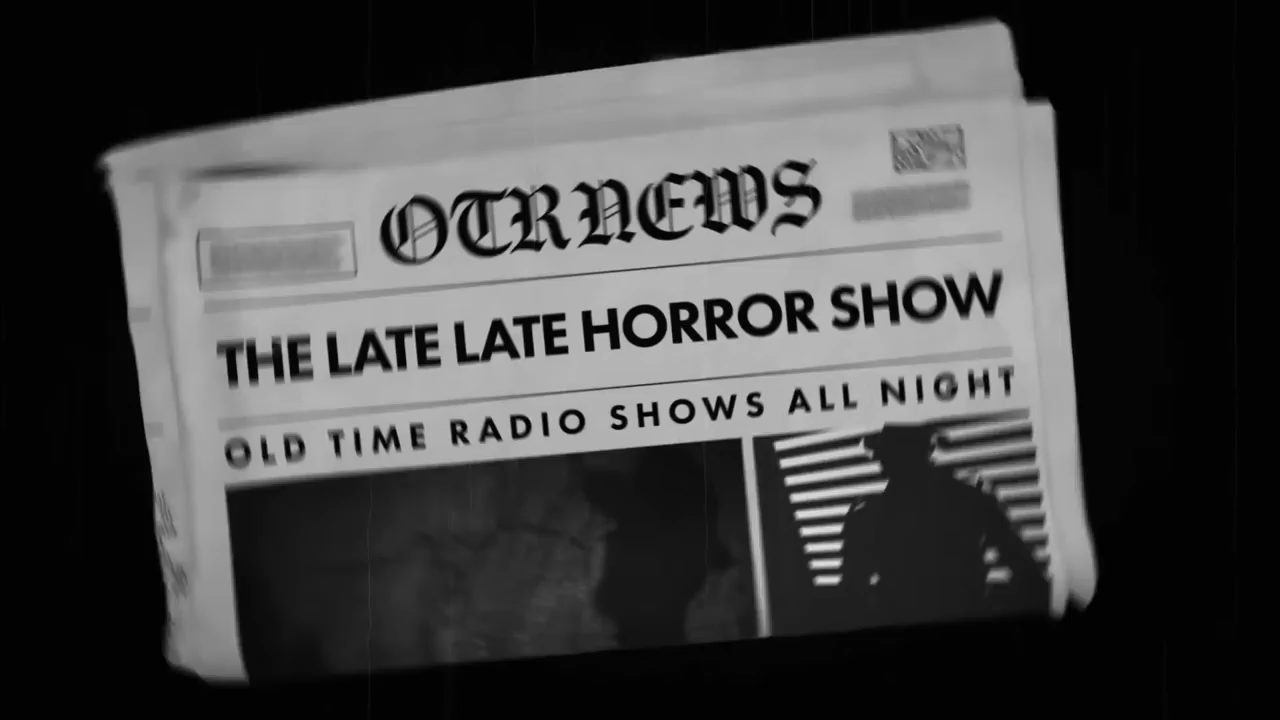 OTRNEWS
THE LATE LATE HORROR SHOW
OLD TIME RADIO SHOWS ALL NIGHT